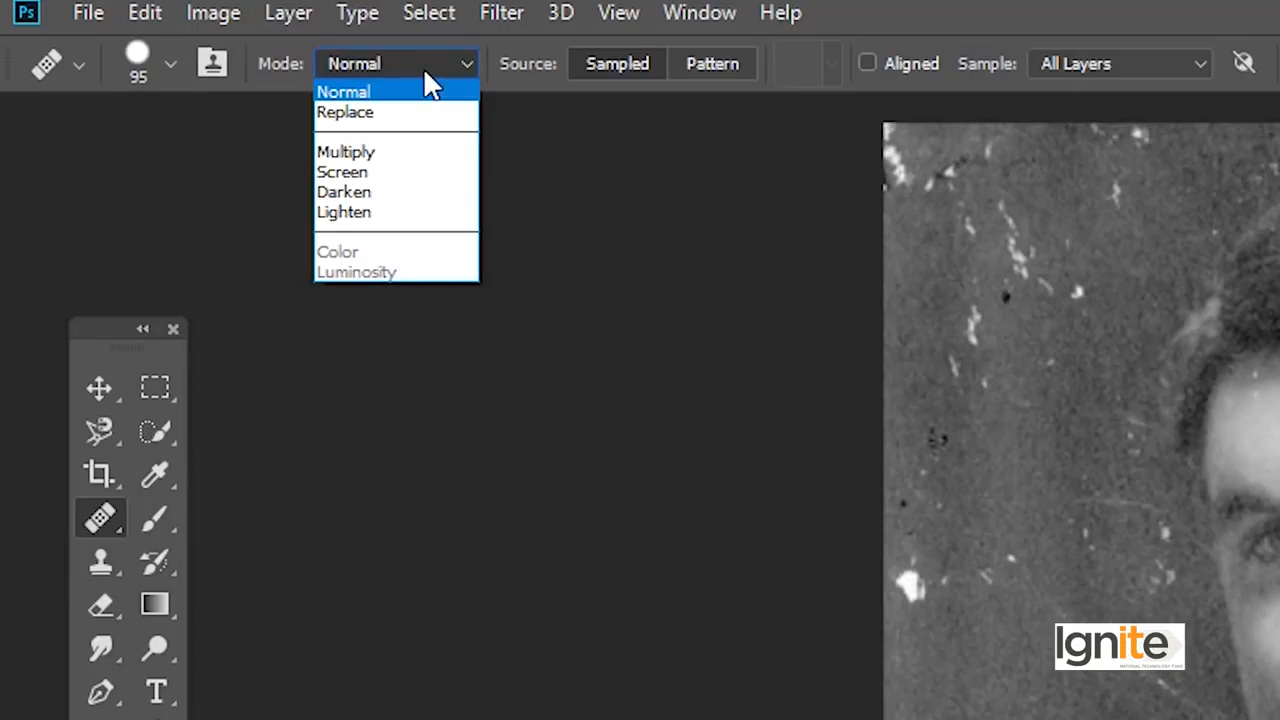 Ps File Edit Image Layer Type Select Filter 3D View Window Help
95 Mode: Normal Source: Sampled Pattern Aligned Sample: All Layers
Normal
Replace
Multiply
Screen
Darken
Lighten
Color
Luminosity
T
Ignite
NATIONAL TECHNOLOGY FUND